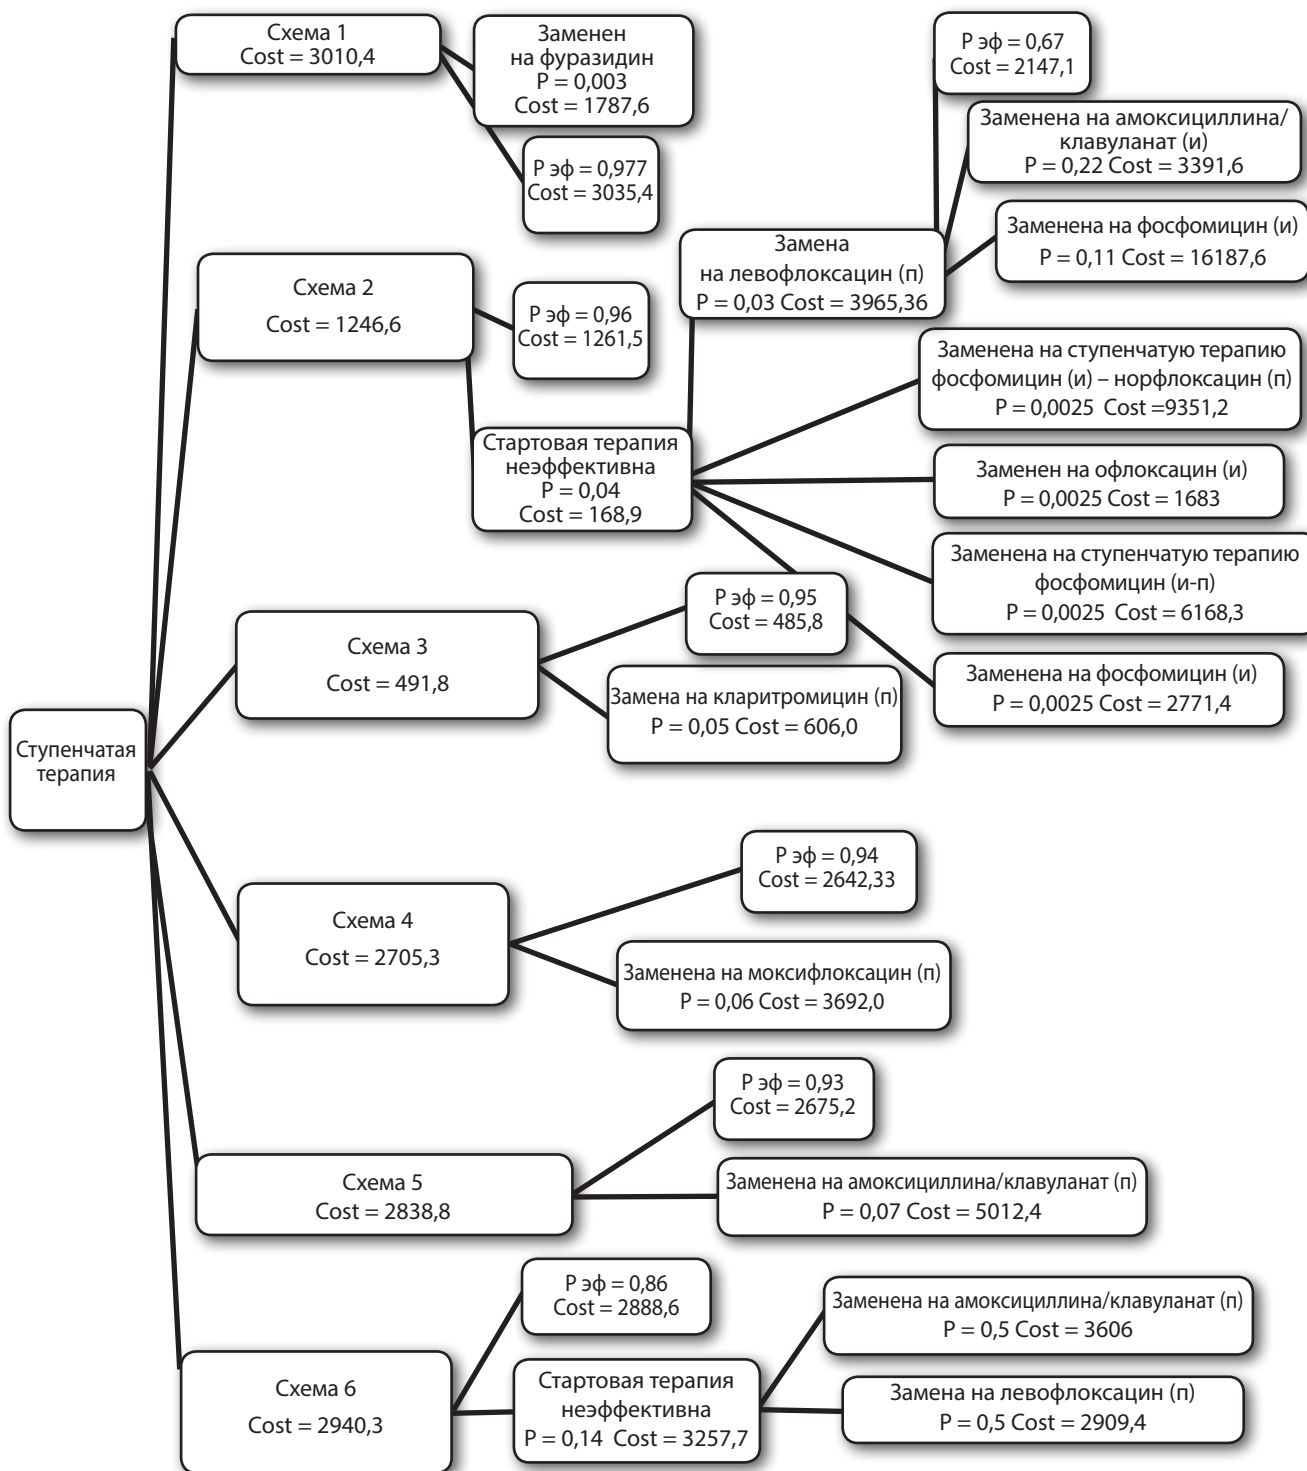 Ступенчатая
терапия
Схема 1
Cost = 3010,4
Заменен
на фуразидин
P = 0,003
Cost = 1787,6
P эф = 0,977
Cost = 3035,4
Схема 2
Cost = 1246,6
P эф = 0,96
Cost = 1261,5
Стартовая терапия
неэффективна
P = 0,04
Cost = 168,9
Замена
на левофлоксацин (п)
P = 0,03 Cost = 3965,36
P эф = 0,67
Cost = 2147,1
Заменена на амоксициллина/
клавуланат (и)
P = 0,22 Cost = 3391,6
Заменена на фосфомицин (и)
P = 0,11 Cost = 16187,6
Заменена на ступенчатую терапию
фосфомицин (и) – норфлоксацин (п)
P = 0,0025 Cost =9351,2
Заменен на офлоксацин (и)
P = 0,0025 Cost = 1683
Заменена на ступенчатую терапию
фосфомицин (и-п)
P = 0,0025 Cost = 6168,3
Заменена на фосфомицин (и)
P = 0,0025 Cost = 2771,4
Схема 3
Cost = 491,8
P эф = 0,95
Cost = 485,8
Замена на кларитромицин (п)
P = 0,05 Cost = 606,0
Схема 4
Cost = 2705,3
P эф = 0,94
Cost = 2642,33
Заменена на моксифлоксацин (п)
P = 0,06 Cost = 3692,0
Схема 5
Cost = 2838,8
P эф = 0,93
Cost = 2675,2
Заменена на амоксициллина/клавуланат (п)
P = 0,07 Cost = 5012,4
Схема 6
Cost = 2940,3
P эф = 0,86
Cost = 2888,6
Стартовая терапия
неэффективна
P = 0,14 Cost = 3257,7
Заменена на амоксициллина/клавуланат (п)
P = 0,5 Cost = 3606
Замена на левофлоксацин (п)
P = 0,5 Cost = 2909,4